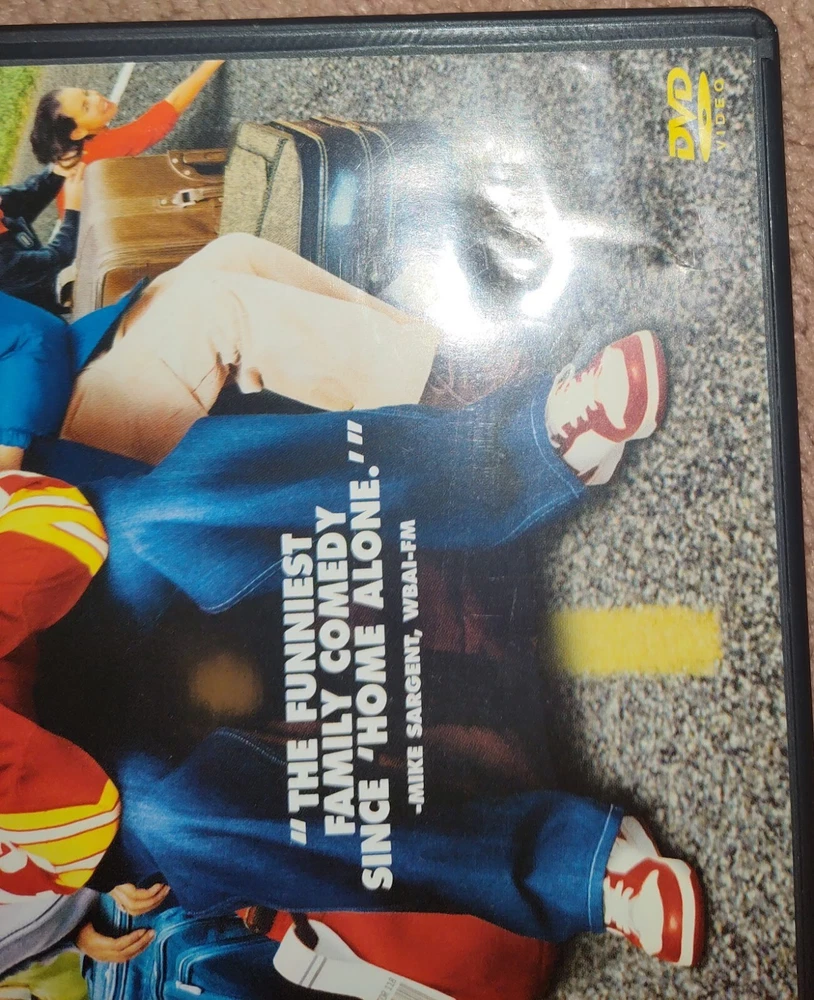 "THE FUNNIEST
FAMILY COMEDY
SINCE 'HOME ALONE.'"
-MIKE SARGENT, WBAI-FM
DVD
VIDEO